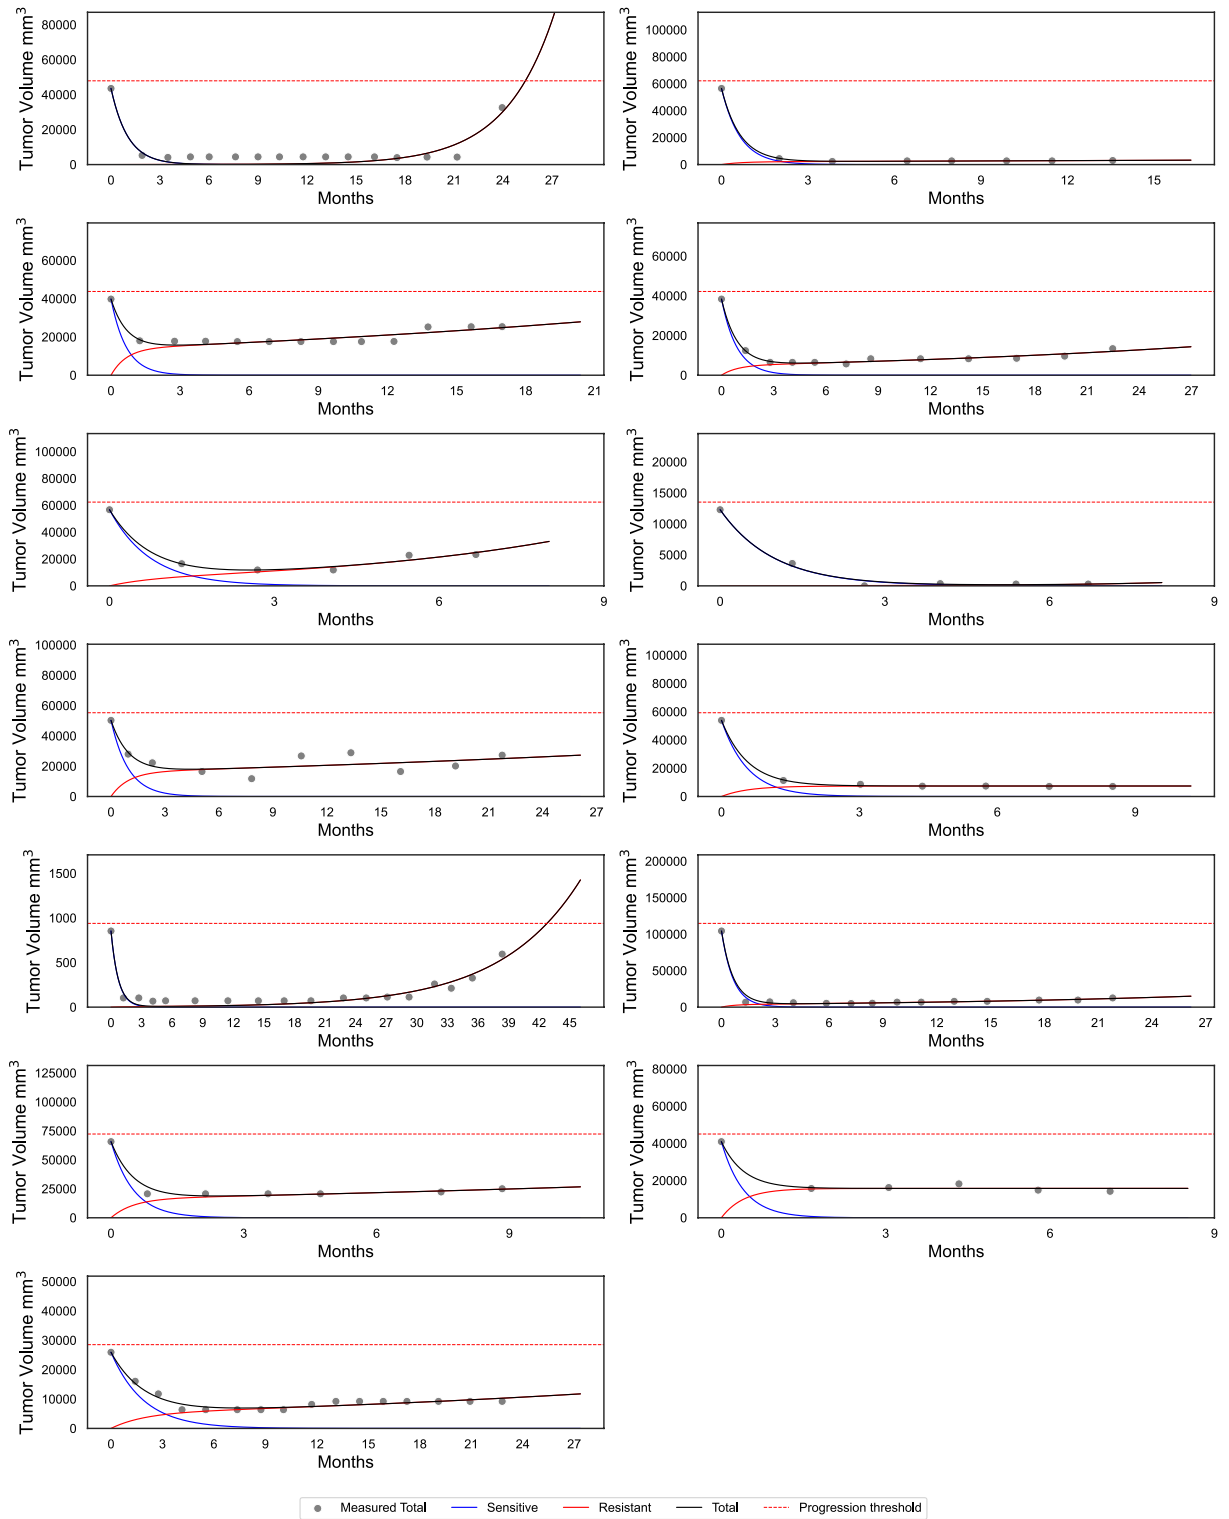 Tumor Volume mm³
80000
60000
40000
20000
0
0 3 6 9 12 15 18 21 24 27
Months
Tumor Volume mm³
100000
80000
60000
40000
20000
0
0 3 6 9 12 15
Months
Tumor Volume mm³
60000
40000
20000
0
0 3 6 9 12 15 18 21
Months
Tumor Volume mm³
60000
40000
20000
0
0 3 6 9 12 15 18 21 24 27
Months
Tumor Volume mm³
100000
80000
60000
40000
20000
0
0 3 6 9
Months
Tumor Volume mm³
20000
15000
10000
5000
0
0 3 6 9
Months
Tumor Volume mm³
100000
80000
60000
40000
20000
0
0 3 6 9 12 15 18 21 24 27
Months
Tumor Volume mm³
100000
80000
60000
40000
20000
0
0 3 6 9
Months
Tumor Volume mm³
1500
1000
500
0
0 3 6 9 12 15 18 21 24 27 30 33 36 39 42 45
Months
Tumor Volume mm³
200000
150000
100000
50000
0
0 3 6 9 12 15 18 21 24 27
Months
Tumor Volume mm³
125000
100000
75000
50000
25000
0
0 3 6 9
Months
Tumor Volume mm³
80000
60000
40000
20000
0
0 3 6 9
Months
Tumor Volume mm³
50000
40000
30000
20000
10000
0
0 3 6 9 12 15 18 21 24 27
Months
Measured Total Sensitive Resistant Total Progression threshold